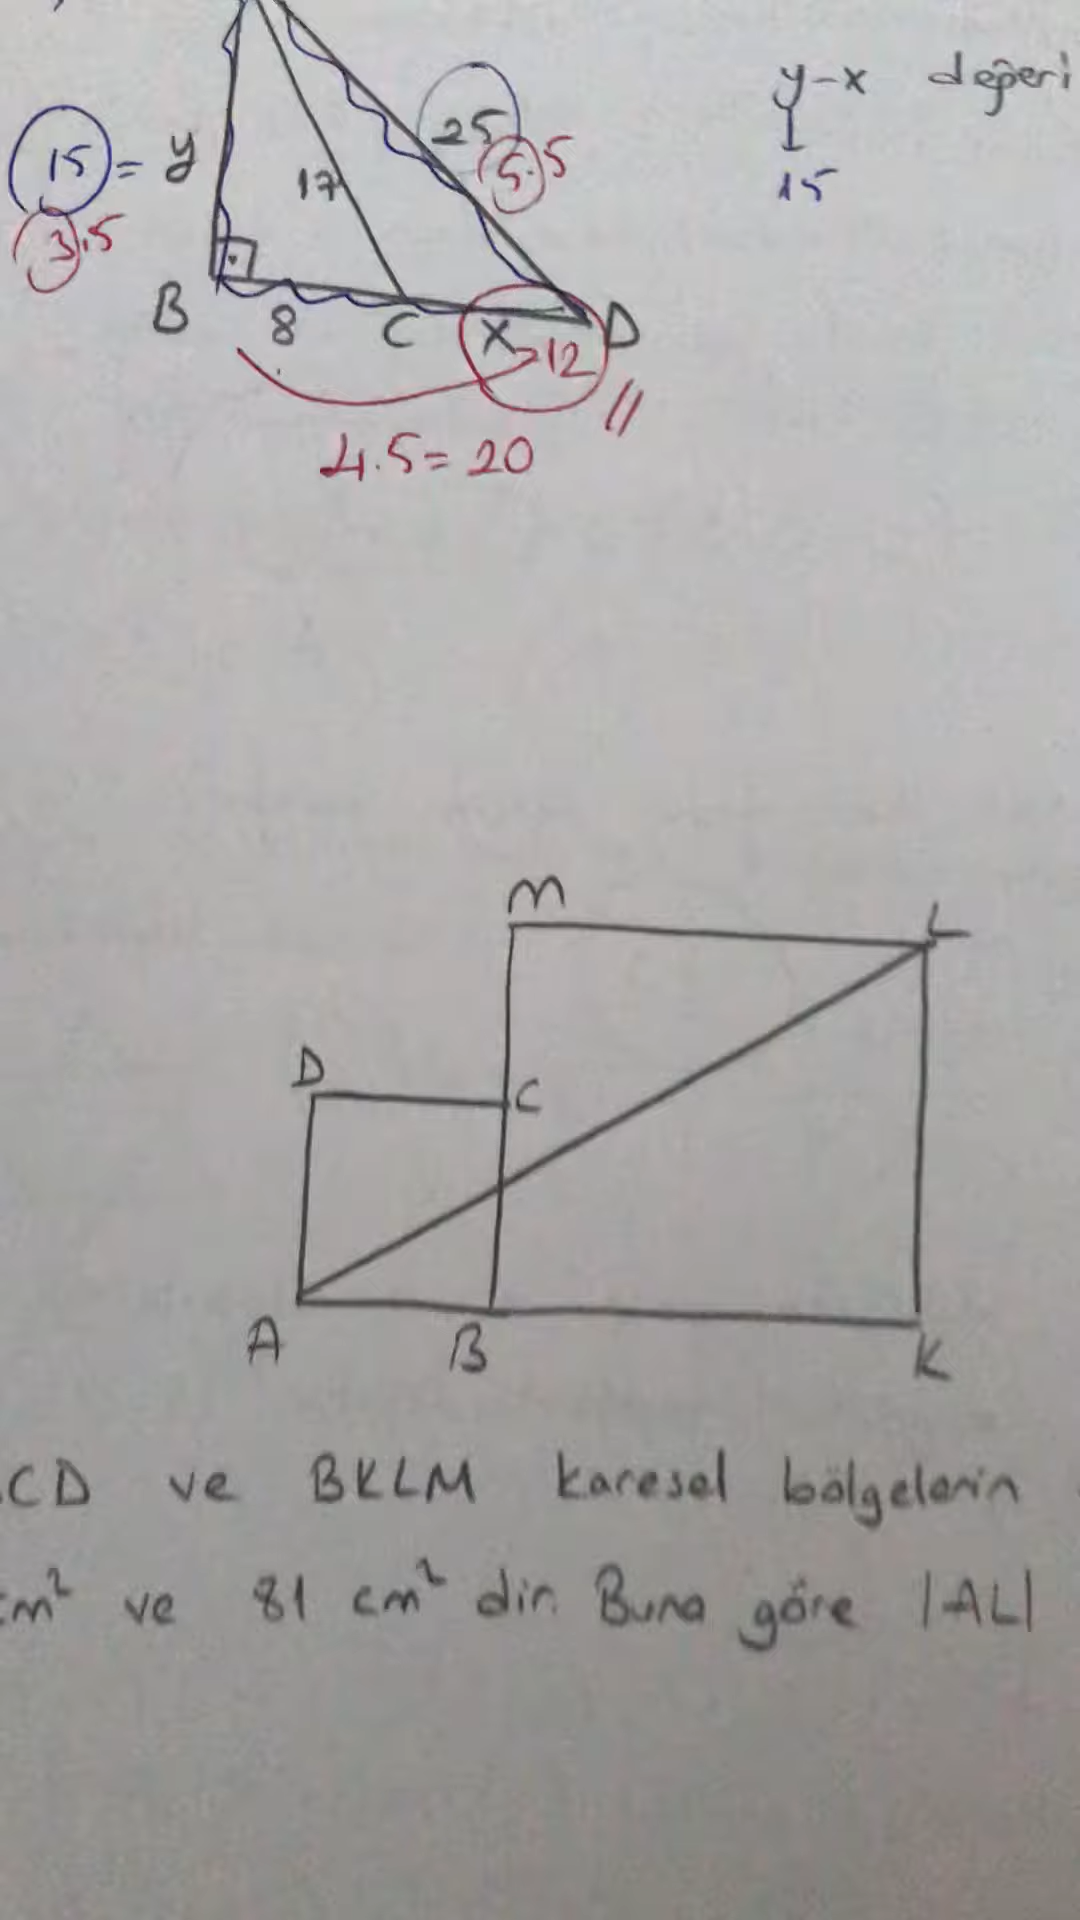 y-x değeri
15
15 = y
3.5
17
25
5.5
B 8 C x 12 D
4.5=20
M L
D C
A B K
CD ve BKLM karesel bölgelerin
cm² ve 81 cm² dir. Buna göre |AL|